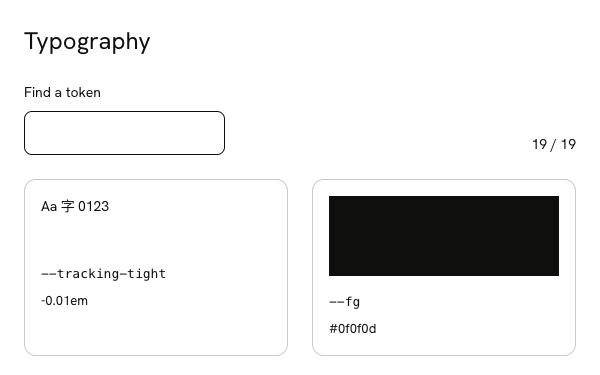 Typography
Find a token
19 / 19
Aa 字 0123
--tracking-tight
-0.01em
--fg
#0f0f0d